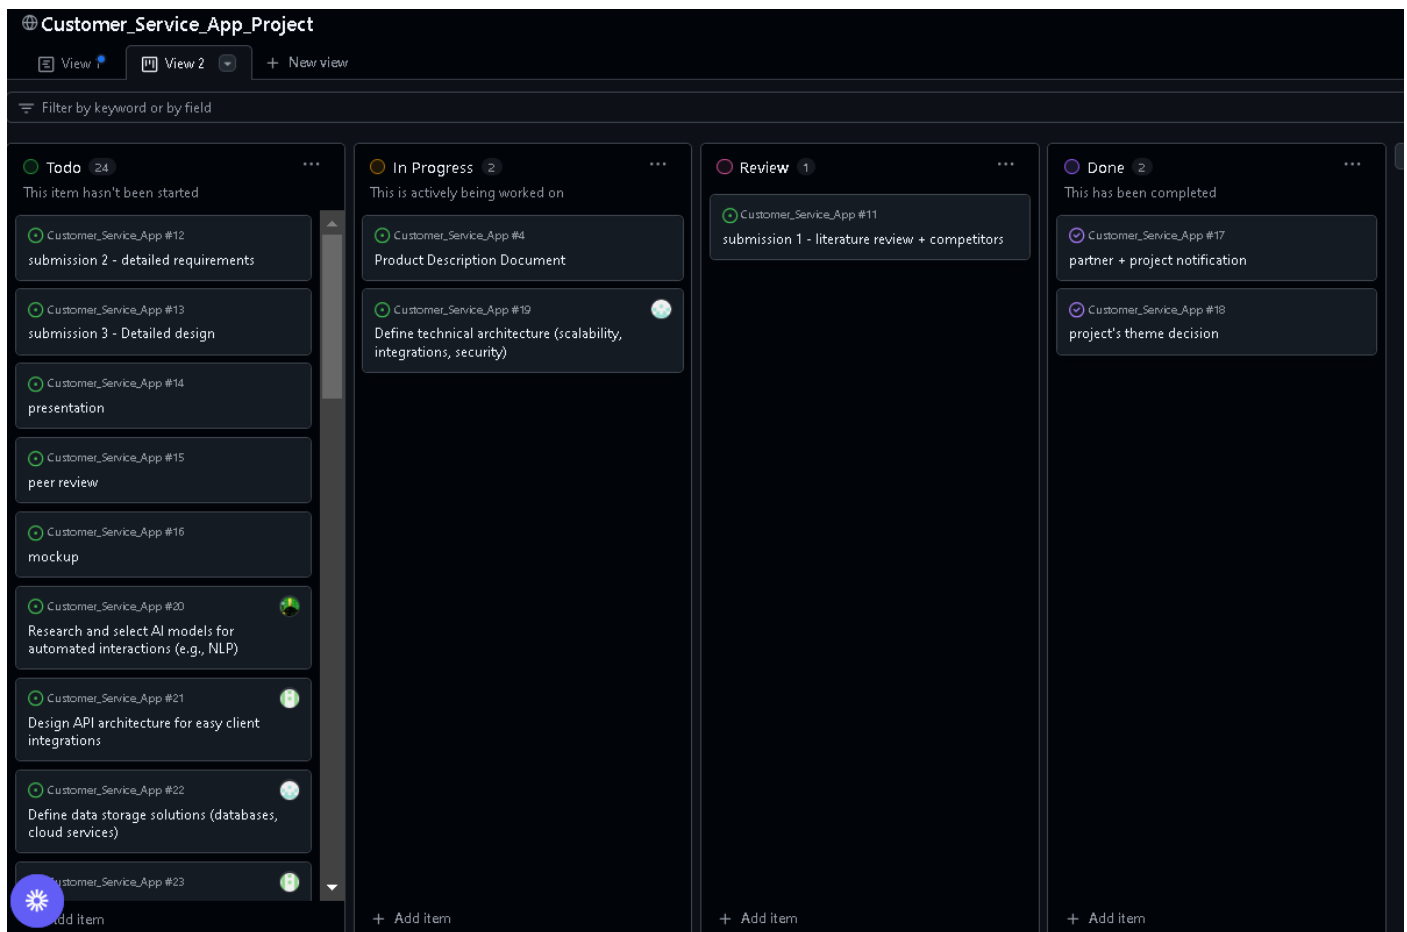 Customer_Service_App_Project
View
View 2
+ New view
Filter by keyword or by field
Todo 24
This item hasn't been started
Customer_Service_App #12
submission 2 - detailed requirements
Customer_Service_App #13
submission 3 - Detailed design
Customer_Service_App #14
presentation
Customer_Service_App #15
peer review
Customer_Service_App #16
mockup
Customer_Service_App #20
Research and select AI models for
automated interactions (e.g., NLP)
Customer_Service_App #21
Design API architecture for easy client
integrations
Customer_Service_App #22
Define data storage solutions (databases,
cloud services)
ustomer_Service_App #23
dd item
In Progress 2
This is actively being worked on
Customer_Service_App #4
Product Description Document
Customer_Service_App #19
Define technical architecture (scalability,
integrations, security)
+ Add item
Review 1
Customer_Service_App #11
submission 1 - literature review + competitors
+ Add item
Done 2
This has been completed
Customer_Service_App #17
partner + project notification
Customer_Service_App #18
project's theme decision
+ Add item